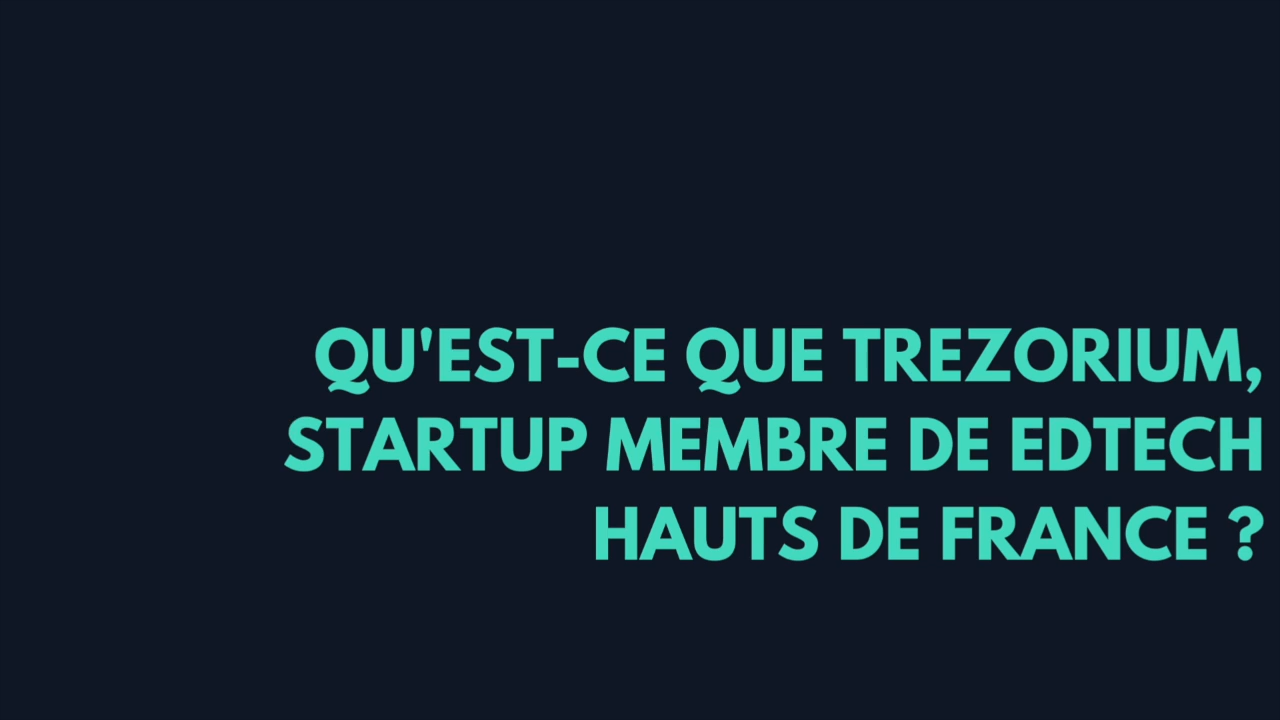 QU'EST-CE QUE TREZORIUM,
STARTUP MEMBRE DE EDTECH
HAUTS DE FRANCE ?